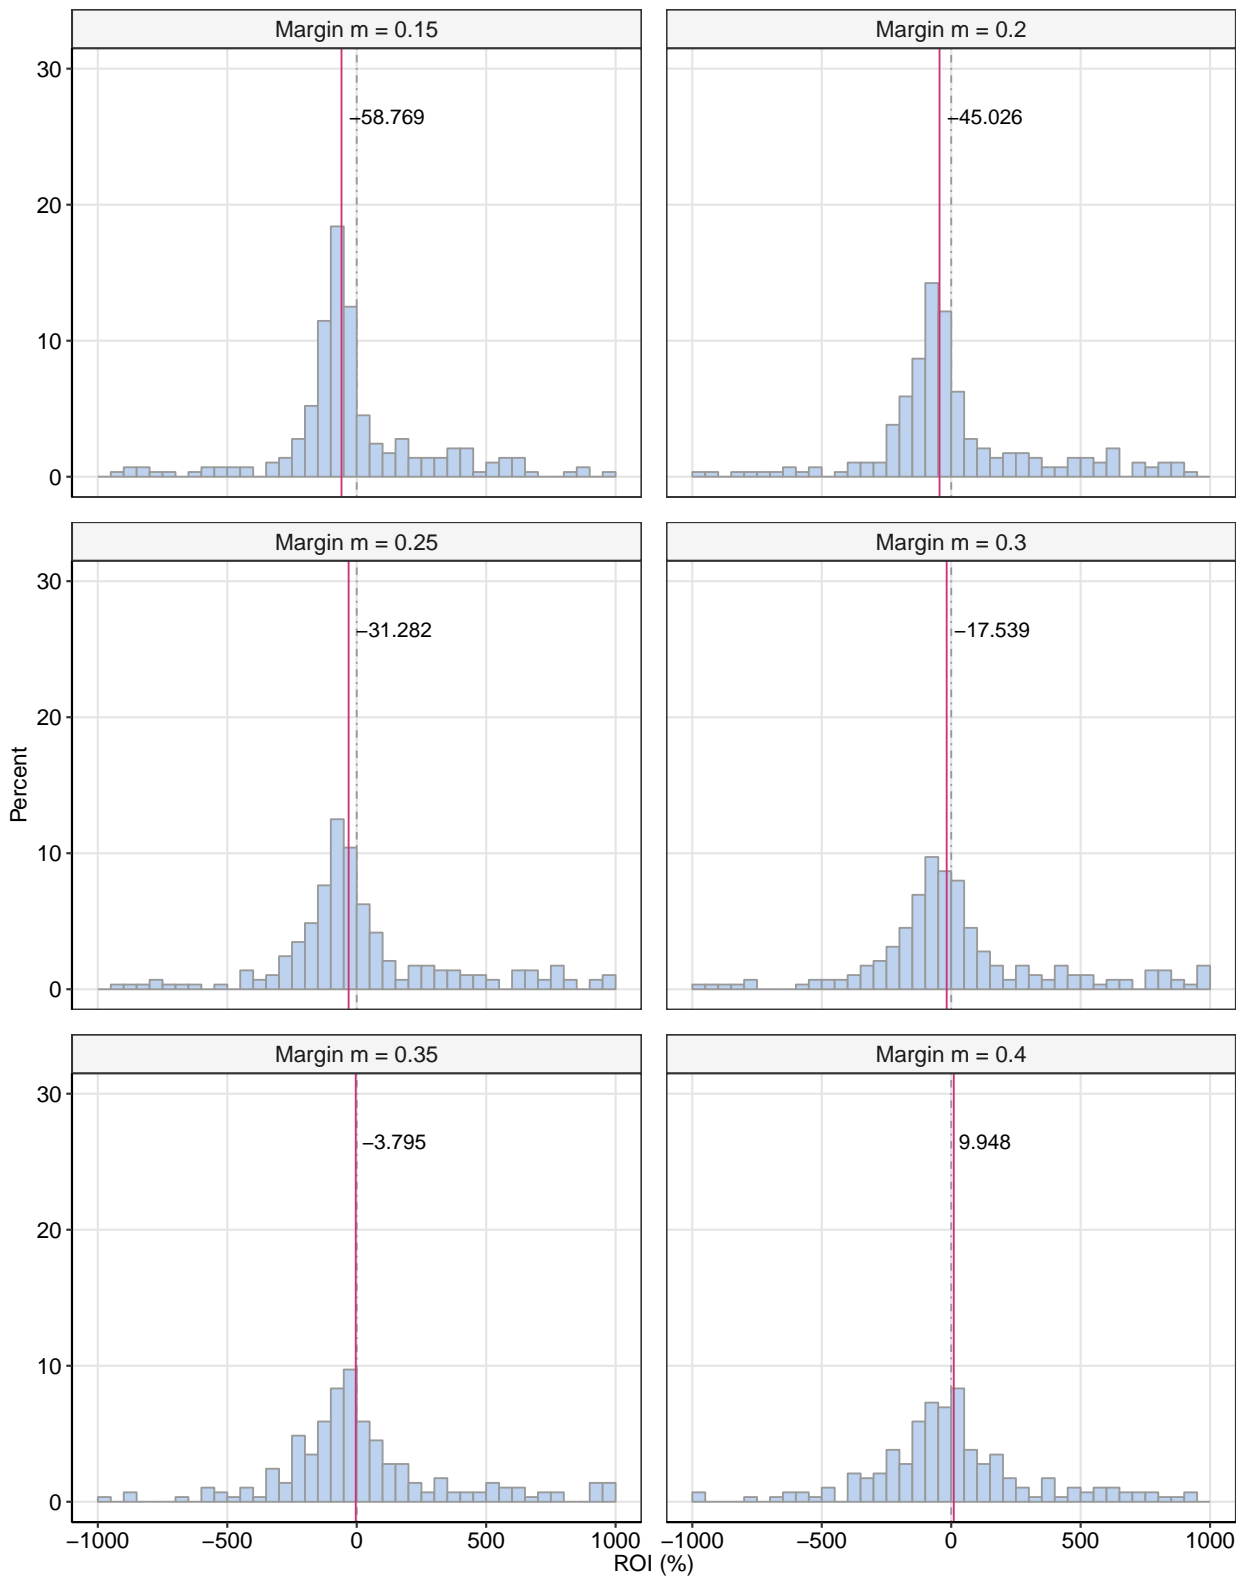 Margin m = 0.15
Margin m = 0.2
30
20
10
0
−58.769
−45.026
Margin m = 0.25
Margin m = 0.3
30
20
10
0
−31.282
−17.539
Percent
Margin m = 0.35
Margin m = 0.4
30
20
10
0
−3.795
9.948
−1000 −500 0 500 1000
−1000 −500 0 500 1000
ROI (%)